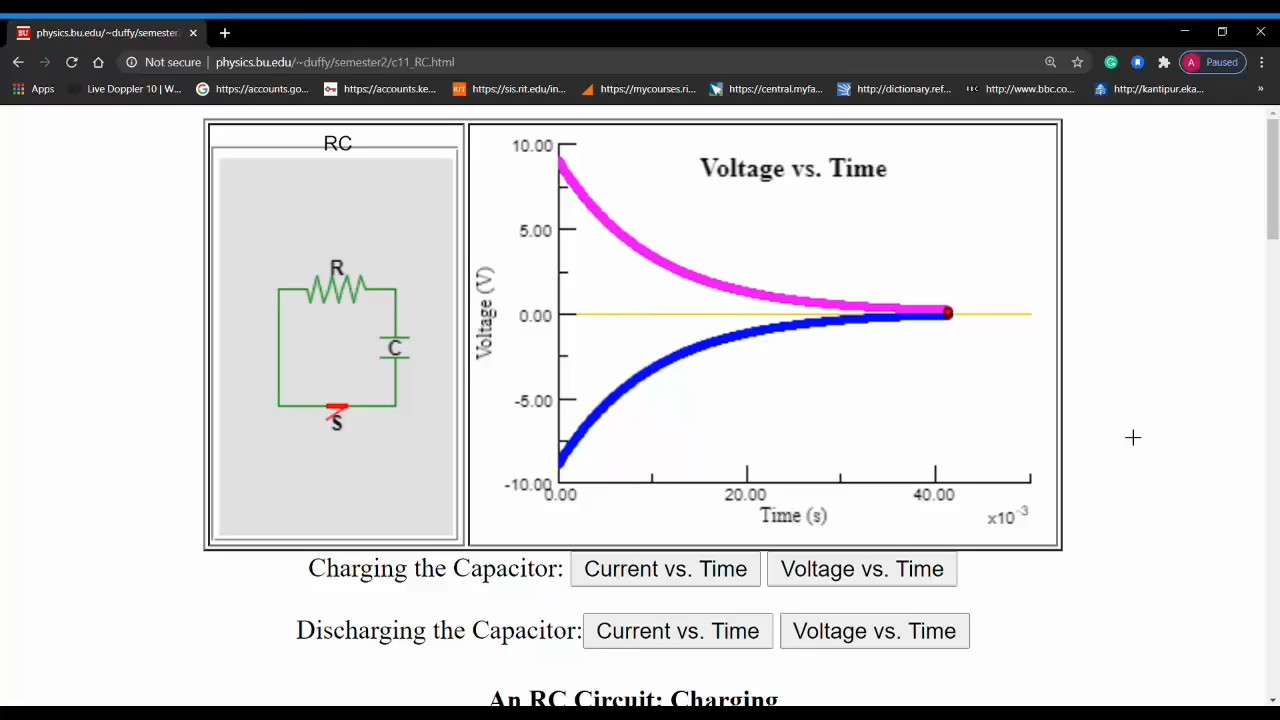 physics.bu.edu/~duffy/semester
Not secure | physics.bu.edu/~duffy/semester2/c11_RC.html
A Paused
Apps Live Doppler 10 | W... https://accounts.go... https://accounts.ke... https://sis.rit.edu/in... https://mycourses.ri... https://central.myfa... http://dictionary.ref... http://www.bbc.co... http://kantipur.eka... »
RC
R
C
S
Voltage vs. Time
10.00
5.00
0.00
-5.00
-10.00
Voltage (V)
0.00 20.00 40.00
Time (s)
x10-3
Charging the Capacitor: Current vs. Time Voltage vs. Time
Discharging the Capacitor: Current vs. Time Voltage vs. Time
An RC Circuit: Charging